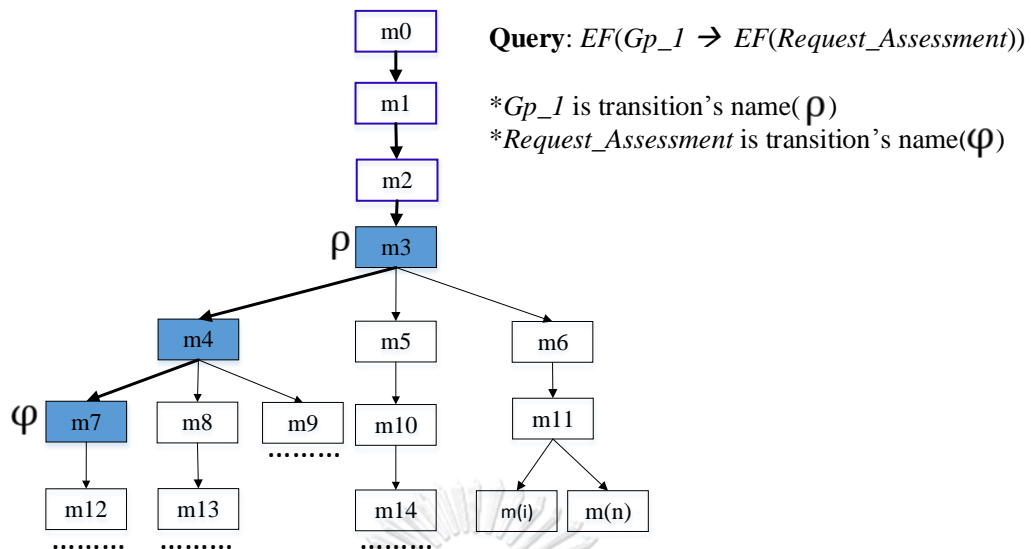 m0
Query: EF(Gp_1 → EF(Request_Assessment))
m1
*Gp_1 is transition's name(ρ)
*Request_Assessment is transition's name(φ)
m2
ρ m3
m4 m5 m6
φ m7 m8 m9 m10 m11
.........
m12 m13 m14 m(i) m(n)
......... ......... .........